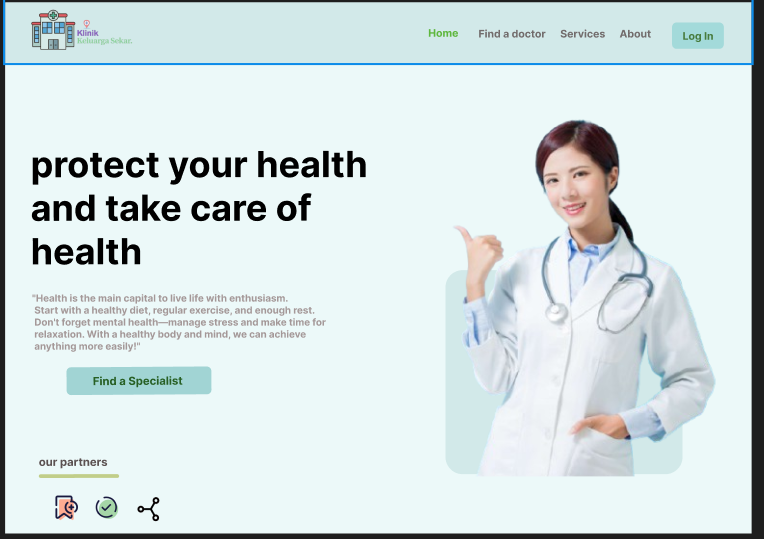 Klinik
Keluarga Sekar.
Home
Find a doctor
Services
About
Log In
protect your health
and take care of
health
"Health is the main capital to live life with enthusiasm.
Start with a healthy diet, regular exercise, and enough rest.
Don't forget mental health—manage stress and make time for
relaxation. With a healthy body and mind, we can achieve
anything more easily!"
Find a Specialist
our partners